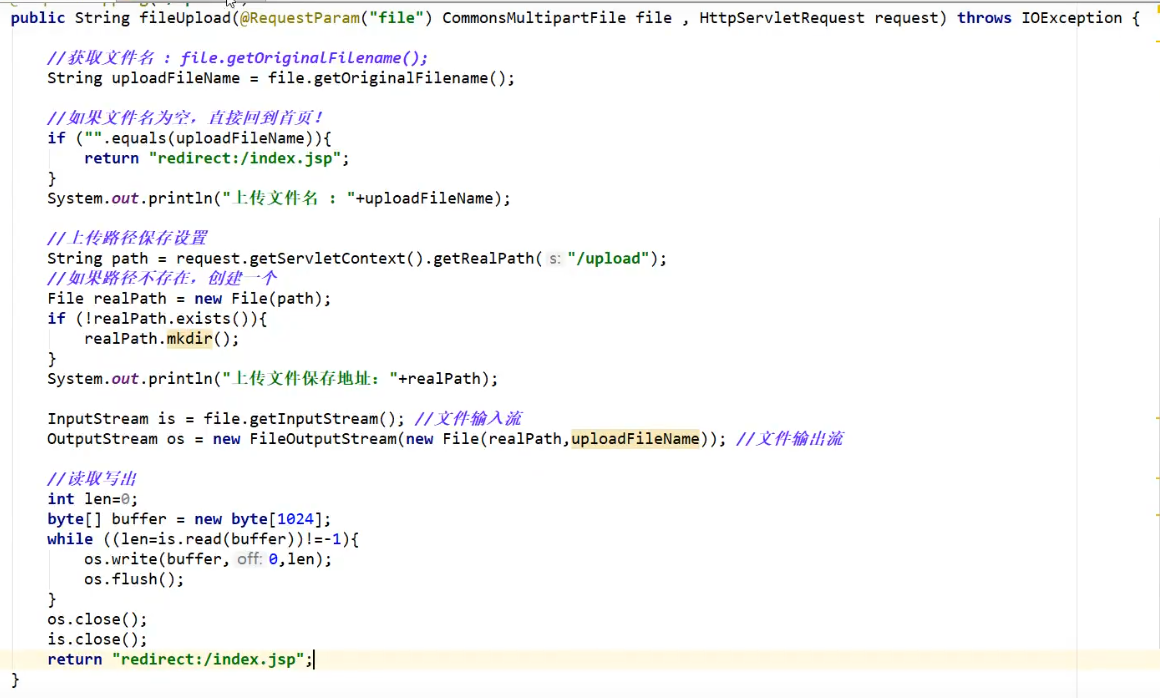 public String fileUpload(@RequestParam("file") CommonsMultipartFile file , HttpServletRequest request) throws IOException {
//获取文件名 : file.getOriginalFilename();
String uploadFileName = file.getOriginalFilename();
//如果文件名为空，直接回到首页！
if ("".equals(uploadFileName)){
return "redirect:/index.jsp";
}
System.out.println("上传文件名 : "+uploadFileName);
//上传路径保存设置
String path = request.getServletContext().getRealPath( s: "/upload");
//如果路径不存在，创建一个
File realPath = new File(path);
if (!realPath.exists()){
realPath.mkdir();
}
System.out.println("上传文件保存地址："+realPath);
InputStream is = file.getInputStream(); //文件输入流
OutputStream os = new FileOutputStream(new File(realPath,uploadFileName)); //文件输出流
//读取写出
int len=0;
byte[] buffer = new byte[1024];
while ((len=is.read(buffer))!=-1){
os.write(buffer, off: 0,len);
os.flush();
}
os.close();
is.close();
return "redirect:/index.jsp";
}